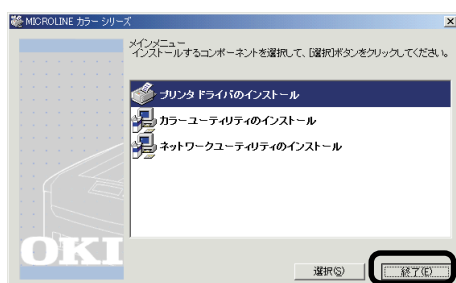 MICROLINE カラー シリーズ
メインメニュー
インストールするコンポーネントを選択して、[選択]ボタンをクリックしてください。
プリンタ ドライバのインストール
カラーユーティリティのインストール
ネットワークユーティリティのインストール
OKI
選択(S)
終了(E)